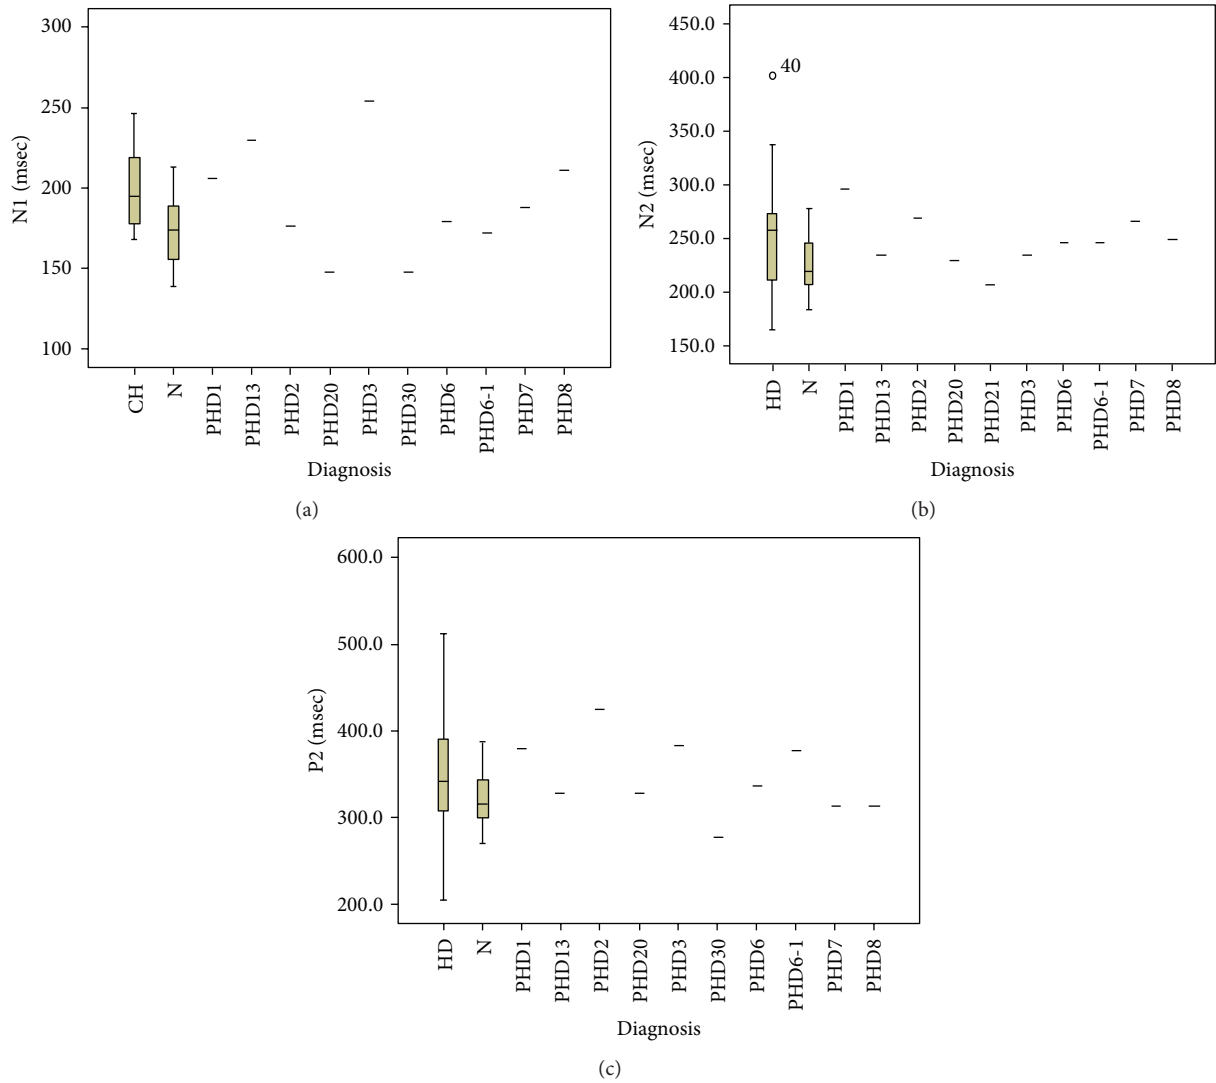 300
250
200
150
100
N1 (msec)
CH
N
PHD1
PHD13
PHD2
PHD20
PHD3
PHD30
PHD6
PHD6-1
PHD7
PHD8
Diagnosis
(a)
450.0
400.0
350.0
300.0
250.0
200.0
150.0
N2 (msec)
40
HD
N
PHD1
PHD13
PHD2
PHD20
PHD21
PHD3
PHD6
PHD6-1
PHD7
PHD8
Diagnosis
(b)
600.0
500.0
400.0
300.0
200.0
P2 (msec)
HD
N
PHD1
PHD13
PHD2
PHD20
PHD3
PHD30
PHD6
PHD6-1
PHD7
PHD8
Diagnosis
(c)